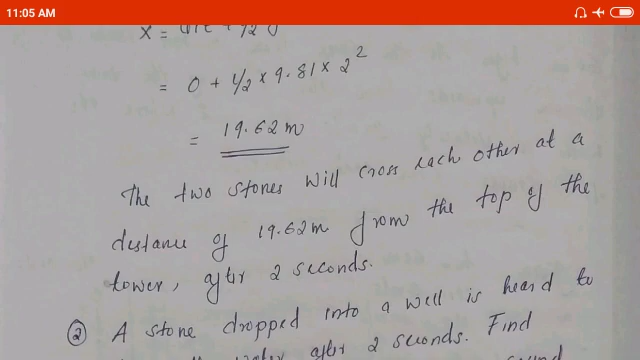 11:05 AM
x =
= 0 + 1/2 × 9.81 × 2²
= 19.62 m
The two stones will cross each other at a
distance of 19.62m from the top of the
tower, after 2 seconds.
② A stone dropped into a well is heard to
water after 2 seconds. Find